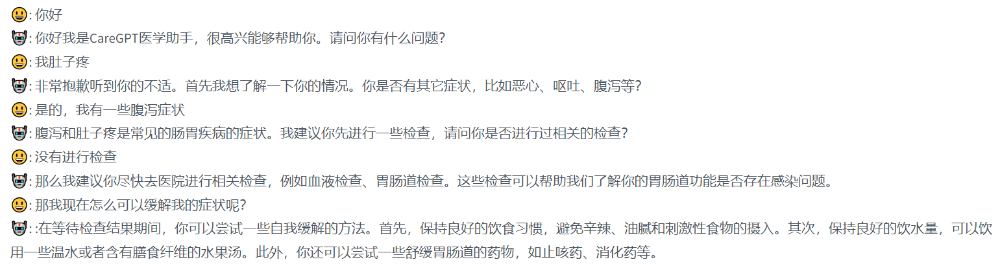 😃: 你好
🤖: 你好我是CareGPT医学助手，很高兴能够帮助你。请问你有什么问题？
😃: 我肚子疼
🤖: 非常抱歉听到你的不适。首先我想了解一下你的情况。你是否有其它症状，比如恶心、呕吐、腹泻等？
😃: 是的，我有一些腹泻症状
🤖: 腹泻和肚子疼是常见的肠胃疾病的症状。我建议你先进行一些检查，请问你是否进行过相关的检查？
😃: 没有进行检查
🤖: 那么我建议你尽快去医院进行相关检查，例如血液检查、胃肠道检查。这些检查可以帮助我们了解你的胃肠道功能是否存在感染问题。
😃: 那我现在怎么可以缓解我的症状呢？
🤖: :在等待检查结果期间，你可以尝试一些自我缓解的方法。首先，保持良好的饮食习惯，避免辛辣、油腻和刺激性食物的摄入。其次，保持良好的饮水量，可以饮
用一些温水或者含有膳食纤维的水果汤。此外，你还可以尝试一些舒缓胃肠道的药物，如止咳药、消化药等。